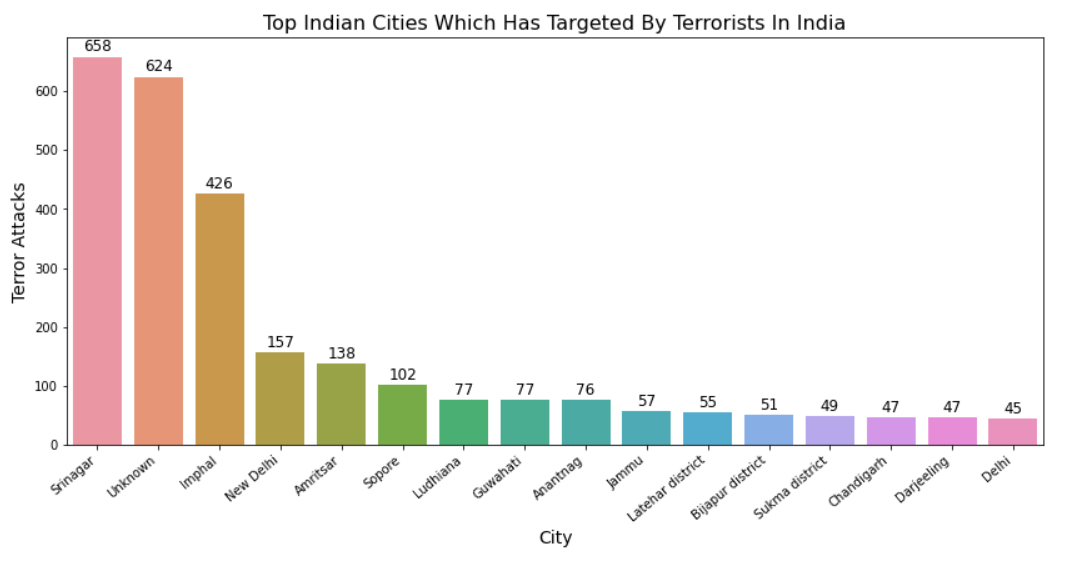 Top Indian Cities Which Has Targeted By Terrorists In India
Terror Attacks
600
500
400
300
200
100
0
658
624
426
157
138
102
77
77
76
57
55
51
49
47
47
45
Srinagar
Unknown
Imphal
New Delhi
Amritsar
Sopore
Ludhiana
Guwahati
Anantnag
Jammu
Latehar district
Bijapur district
Sukma district
Chandigarh
Darjeeling
Delhi
City